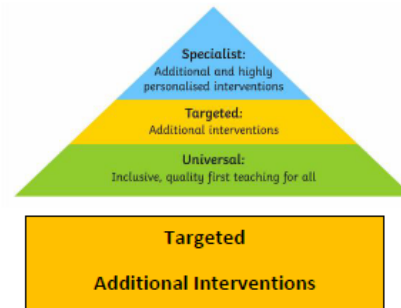 Specialist:
Additional and highly
personalised interventions
Targeted:
Additional interventions
Universal:
Inclusive, quality first teaching for all
Targeted
Additional Interventions